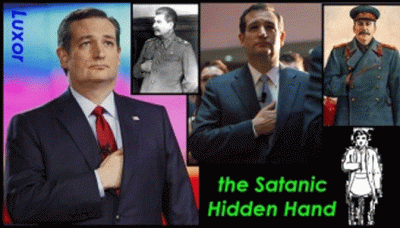 Luxor
the Satanic
Hidden Hand